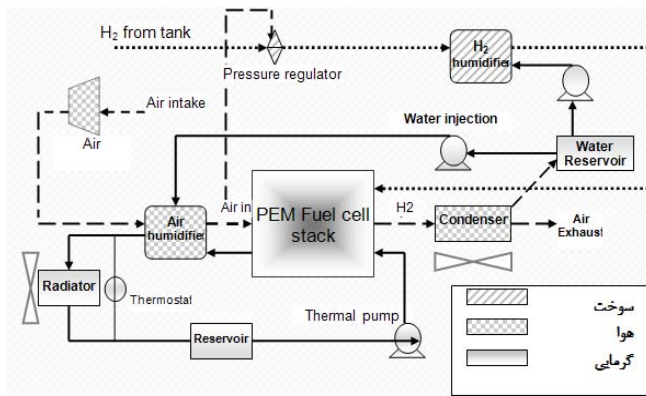 H2 from tank
H2
humidifier
Pressure regulator
Air intake
Air
Water injection
Water
Reservoir
Air
humidifier
Air in
PEM Fuel cell
stack
H2
Condenser
Air
Exhaust
Radiator
Thermostat
Thermal pump
Reservoir
سوخت
هوا
گرمایی